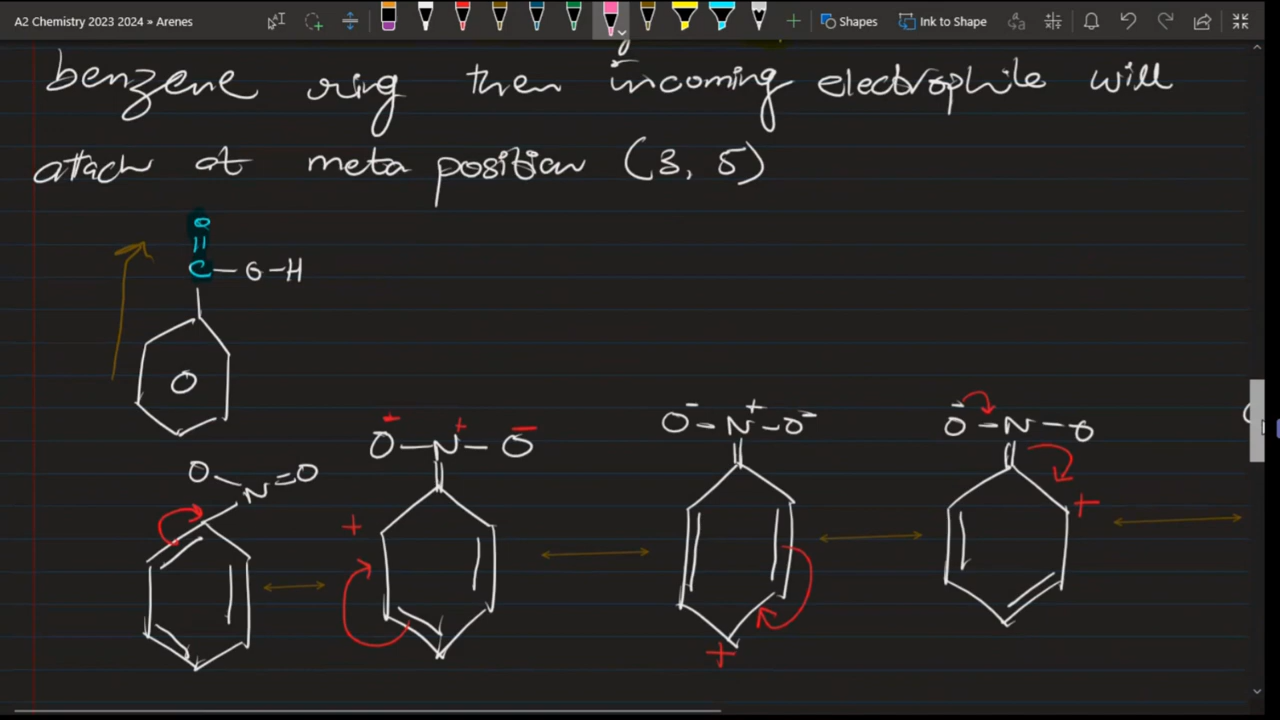 A2 Chemistry 2023 2024 » Arenes
Shapes
Ink to Shape
benzene ring then incoming electrophile will
attach at meta position (3, 5)
O
C-O-H
O
O-N=O
O-N-O
- + -
+
O-N-O
- + -
+
O-N-O
-
+